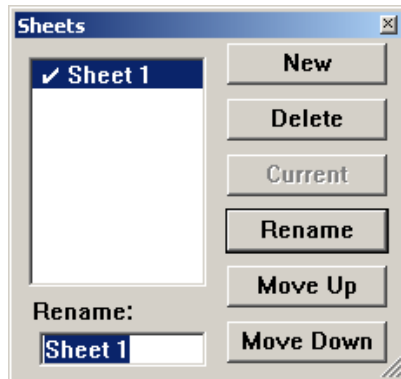 Sheets
✔ Sheet 1
New
Delete
Current
Rename
Move Up
Move Down
Rename:
Sheet 1